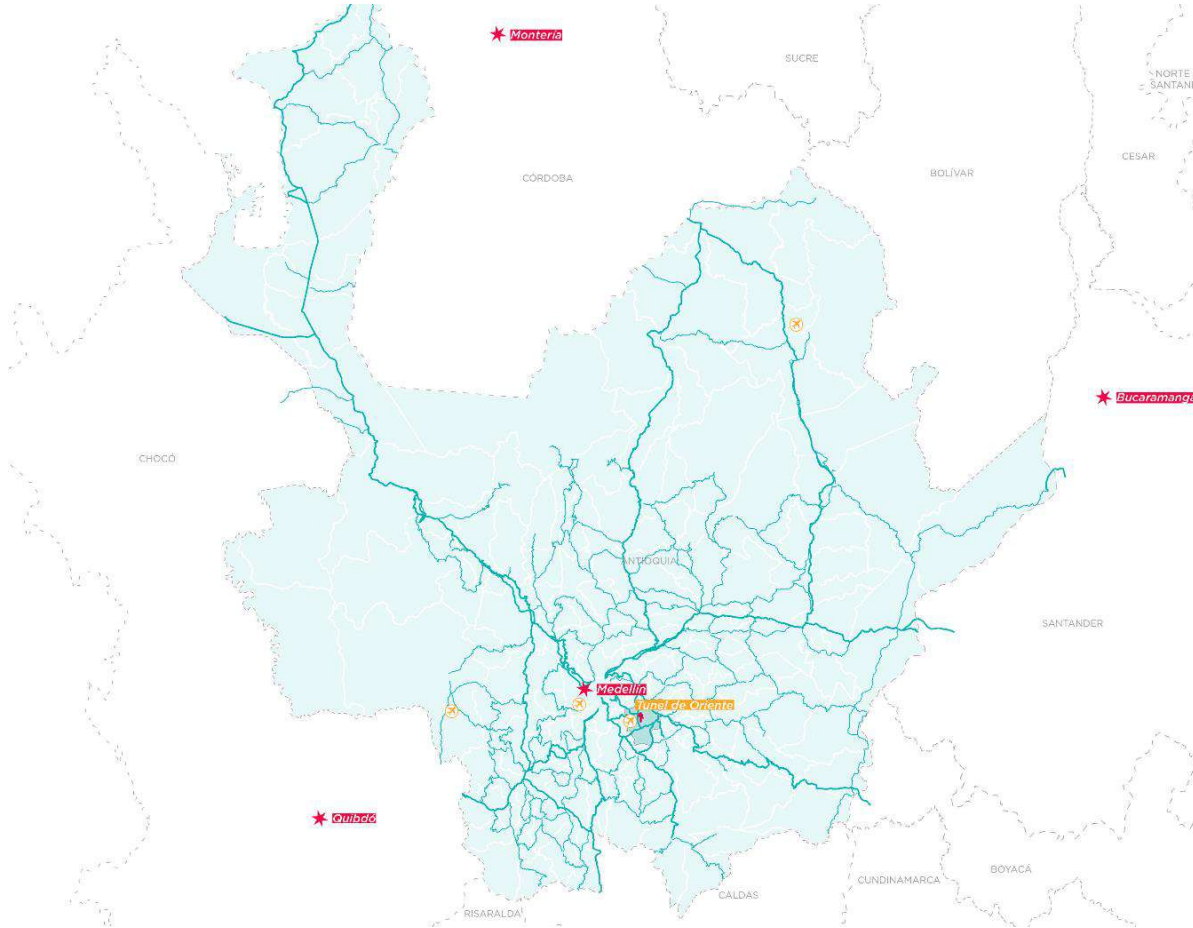 Montería
SUCRE
NORTE
SANTAND
CESAR
CÓRDOBA
BOLÍVAR
Bucaramanga
CHOCÓ
ANTIOQUIA
SANTANDER
Medellín
Túnel de Oriente
Quibdó
BOYACÁ
CUNDINAMARCA
CALDAS
RISARALDA